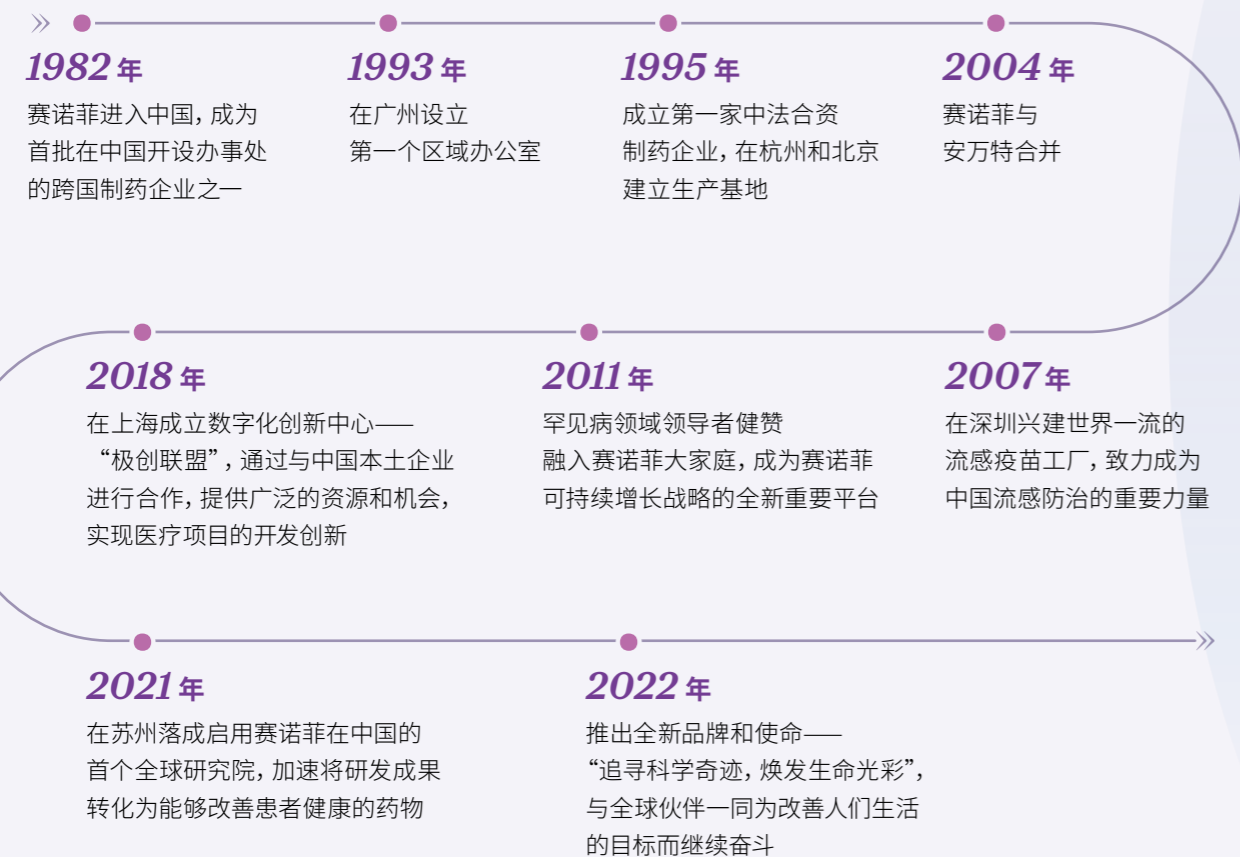 1982 年
赛诺菲进入中国，成为
首批在中国开设办事处
的跨国制药企业之一
1993 年
在广州设立
第一个区域办公室
1995 年
成立第一家中法合资
制药企业，在杭州和北京
建立生产基地
2004 年
赛诺菲与
安万特合并
2007 年
在深圳兴建世界一流的
流感疫苗工厂，致力成为
中国流感防治的重要力量
2011 年
罕见病领域领导者健赞
融入赛诺菲大家庭，成为赛诺菲
可持续增长战略的全新重要平台
2018 年
在上海成立数字化创新中心——
“极创联盟”，通过与中国本土企业
进行合作，提供广泛的资源和机会，
实现医疗项目的开发创新
2021 年
在苏州落成启用赛诺菲在中国的
首个全球研究院，加速将研发成果
转化为能够改善患者健康的药物
2022 年
推出全新品牌和使命——
“追寻科学奇迹，焕发生命光彩”，
与全球伙伴一同为改善人们生活
的目标而继续奋斗